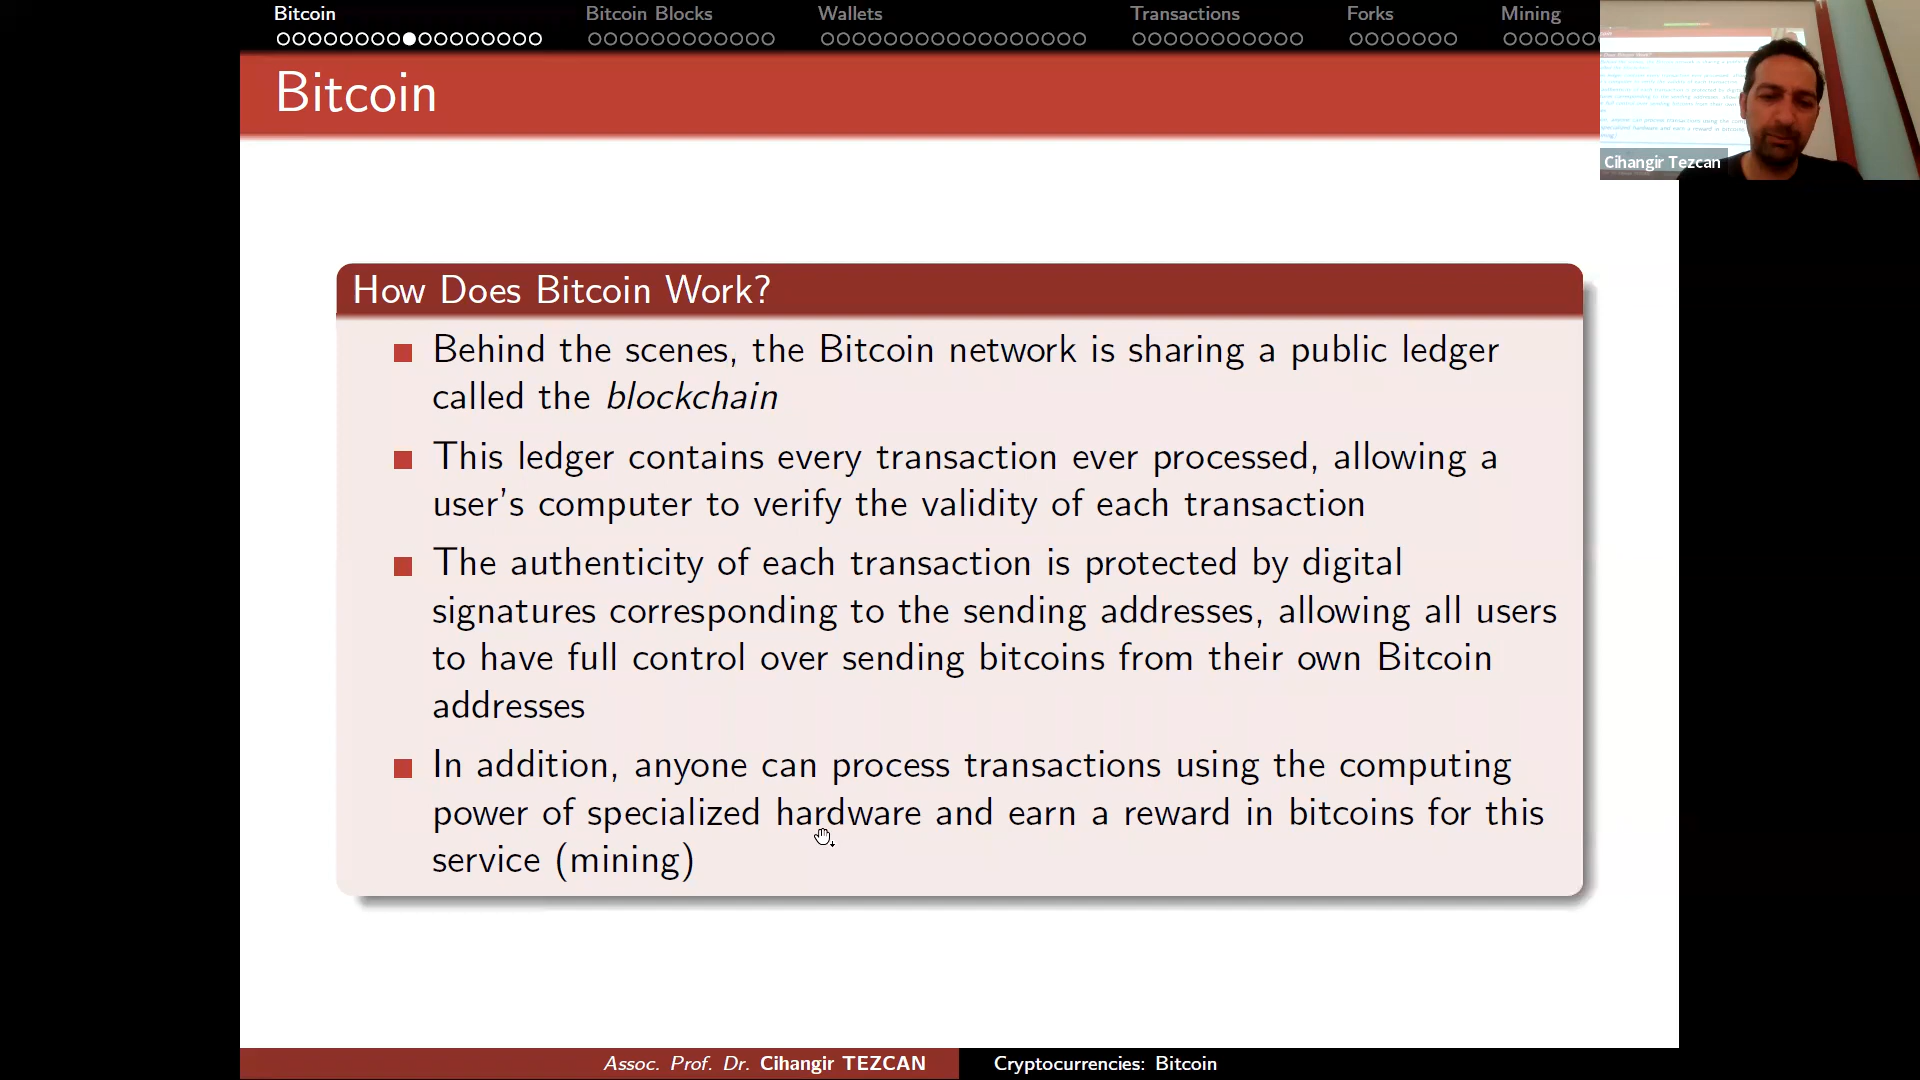 Bitcoin
Bitcoin Blocks
Wallets
Transactions
Forks
Mining
Bitcoin
Cihangir Tezcan
How Does Bitcoin Work?
Behind the scenes, the Bitcoin network is sharing a public ledger
called the blockchain
This ledger contains every transaction ever processed, allowing a
user's computer to verify the validity of each transaction
The authenticity of each transaction is protected by digital
signatures corresponding to the sending addresses, allowing all users
to have full control over sending bitcoins from their own Bitcoin
addresses
In addition, anyone can process transactions using the computing
power of specialized hardware and earn a reward in bitcoins for this
service (mining)
Assoc. Prof. Dr. Cihangir TEZCAN
Cryptocurrencies: Bitcoin